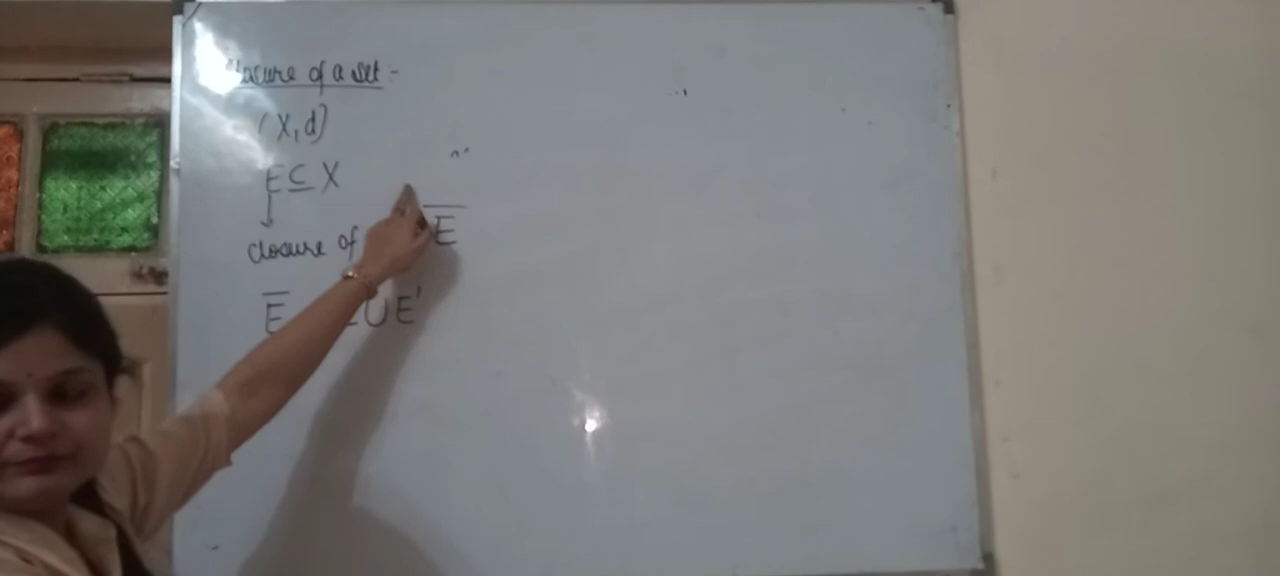 Closure of a set :-
(X, d)
E ⊆ X
↓
closure of E̅
E̅ ∪ E'